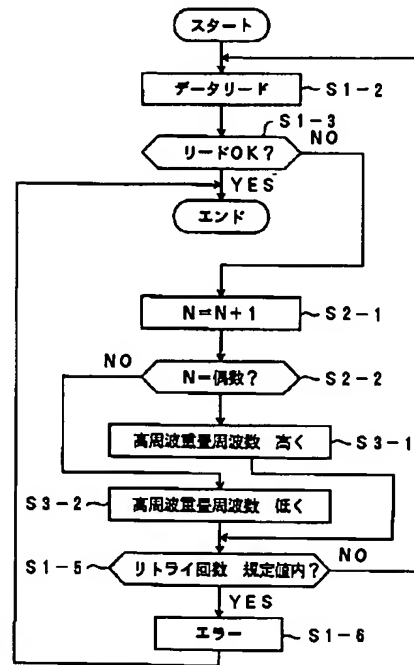 スタート
データリード
S1-2
S1-3
リードOK?
NO
YES
エンド
N=N+1
S2-1
NO
N=偶数?
S2-2
高周波重畳周波数 高く
S3-1
S3-2
高周波重畳周波数 低く
S1-5
リトライ回数 規定値内?
NO
YES
エラー
S1-6